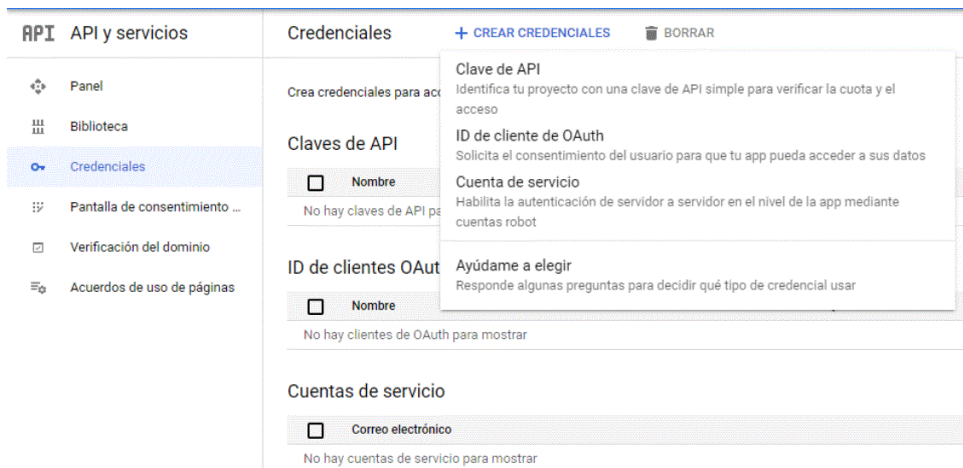 API API y servicios
Credenciales
+ CREAR CREDENCIALES
BORRAR
Panel
Biblioteca
Credenciales
Pantalla de consentimiento ...
Verificación del dominio
Acuerdos de uso de páginas
Crea credenciales para acc
Clave de API
Identifica tu proyecto con una clave de API simple para verificar la cuota y el
acceso
ID de cliente de OAuth
Solicita el consentimiento del usuario para que tu app pueda acceder a sus datos
Cuenta de servicio
Habilita la autenticación de servidor a servidor en el nivel de la app mediante
cuentas robot
Ayúdame a elegir
Responde algunas preguntas para decidir qué tipo de credencial usar
Claves de API
Nombre
No hay claves de API pa
ID de clientes OAut
Nombre
No hay clientes de OAuth para mostrar
Cuentas de servicio
Correo electrónico
No hay cuentas de servicio para mostrar